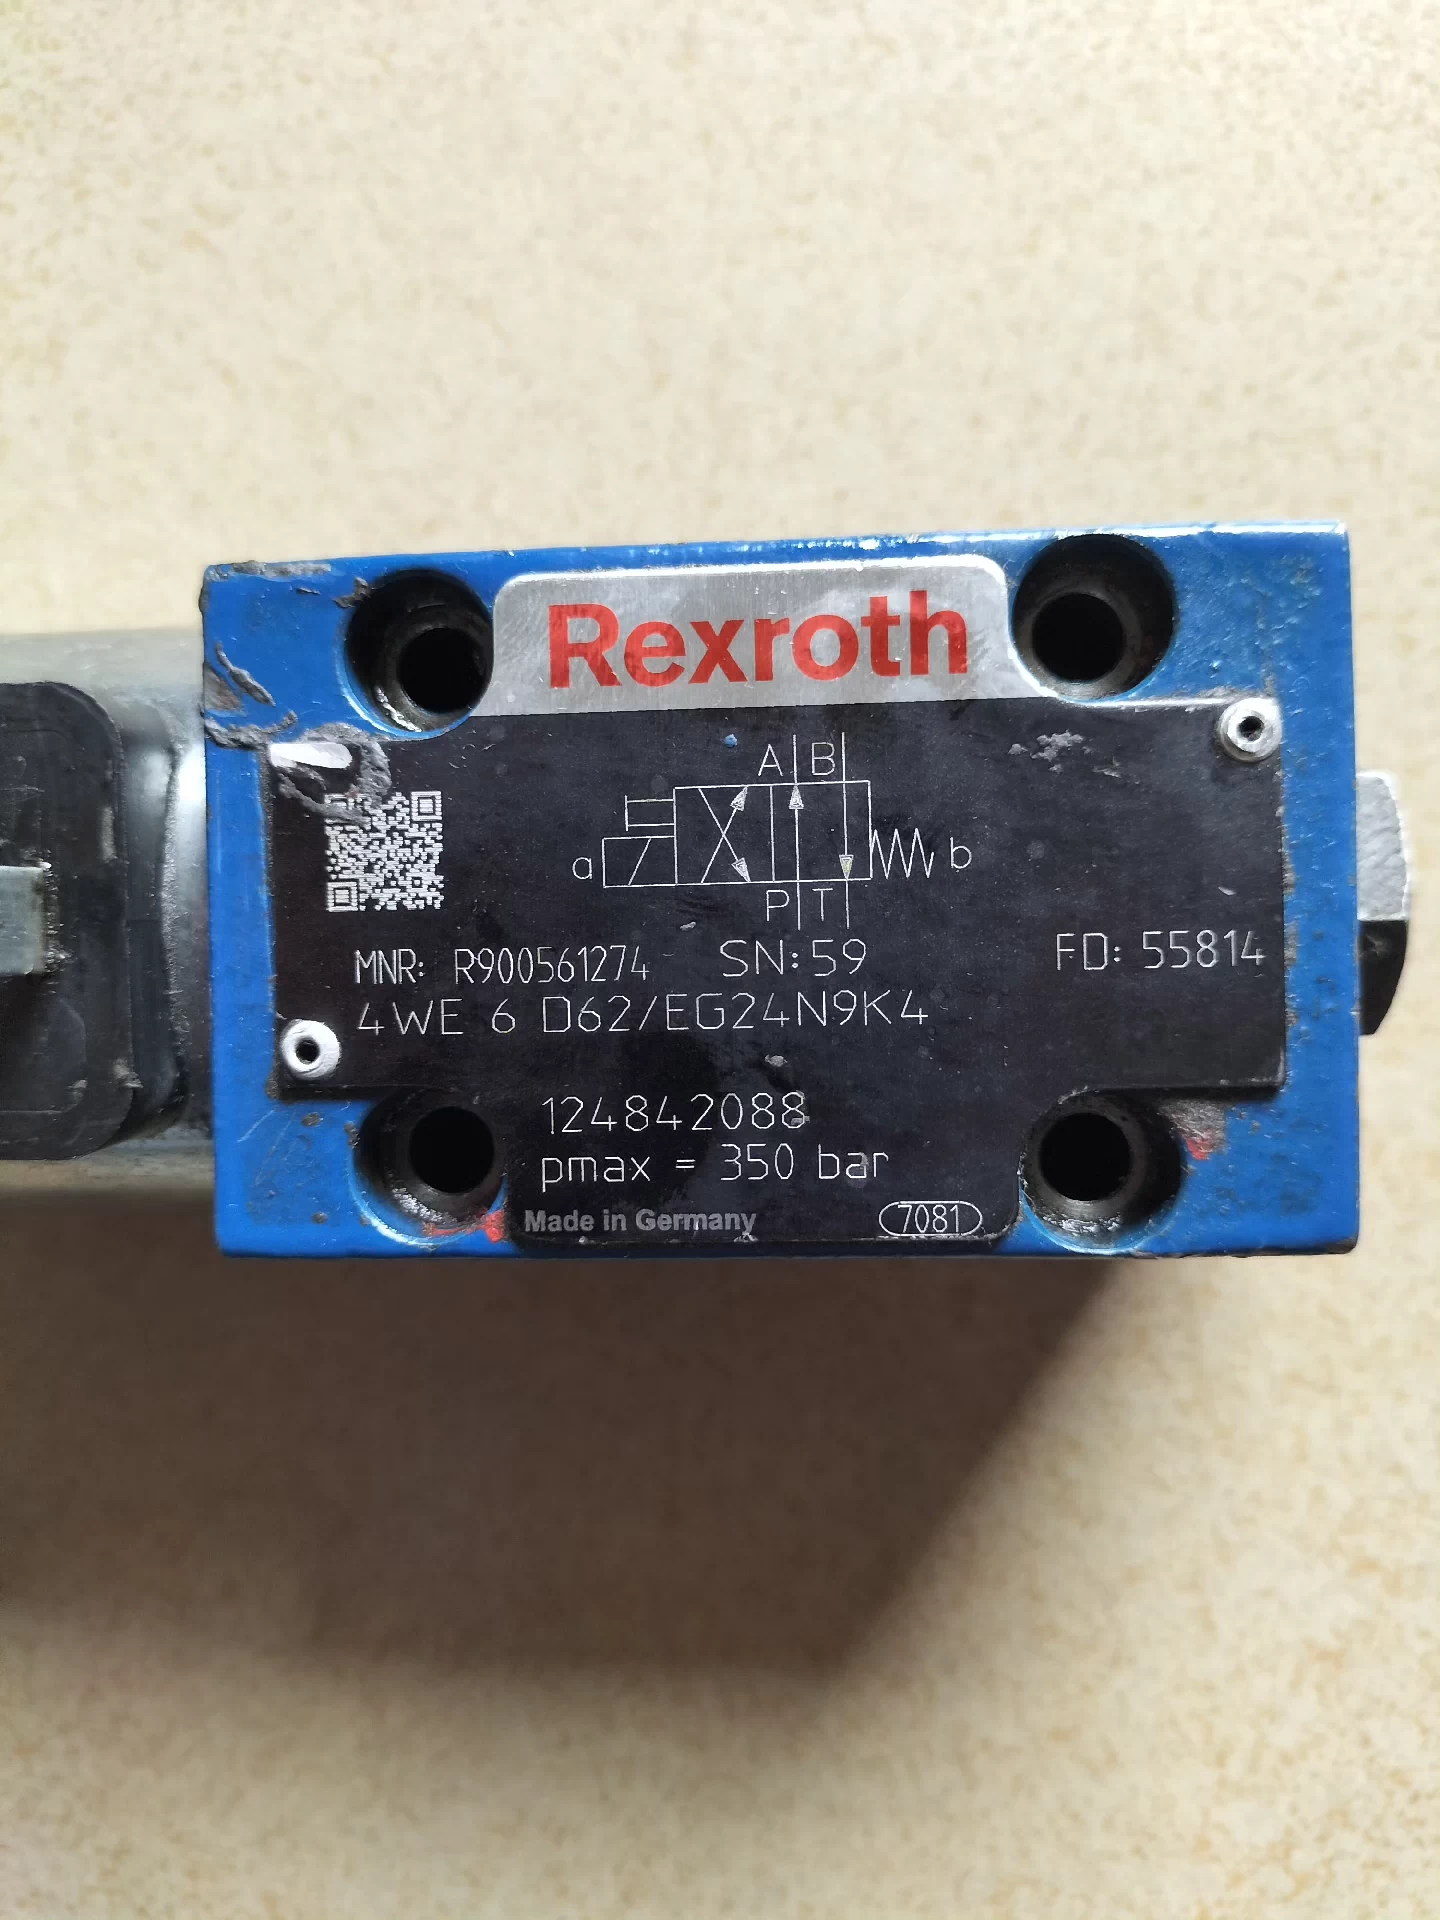 Rexroth
A B
a b
P T
MNR: R900561274 SN: 59 FD: 55814
4WE 6 D62/EG24N9K4
124842088
pmax = 350 bar
Made in Germany 7081